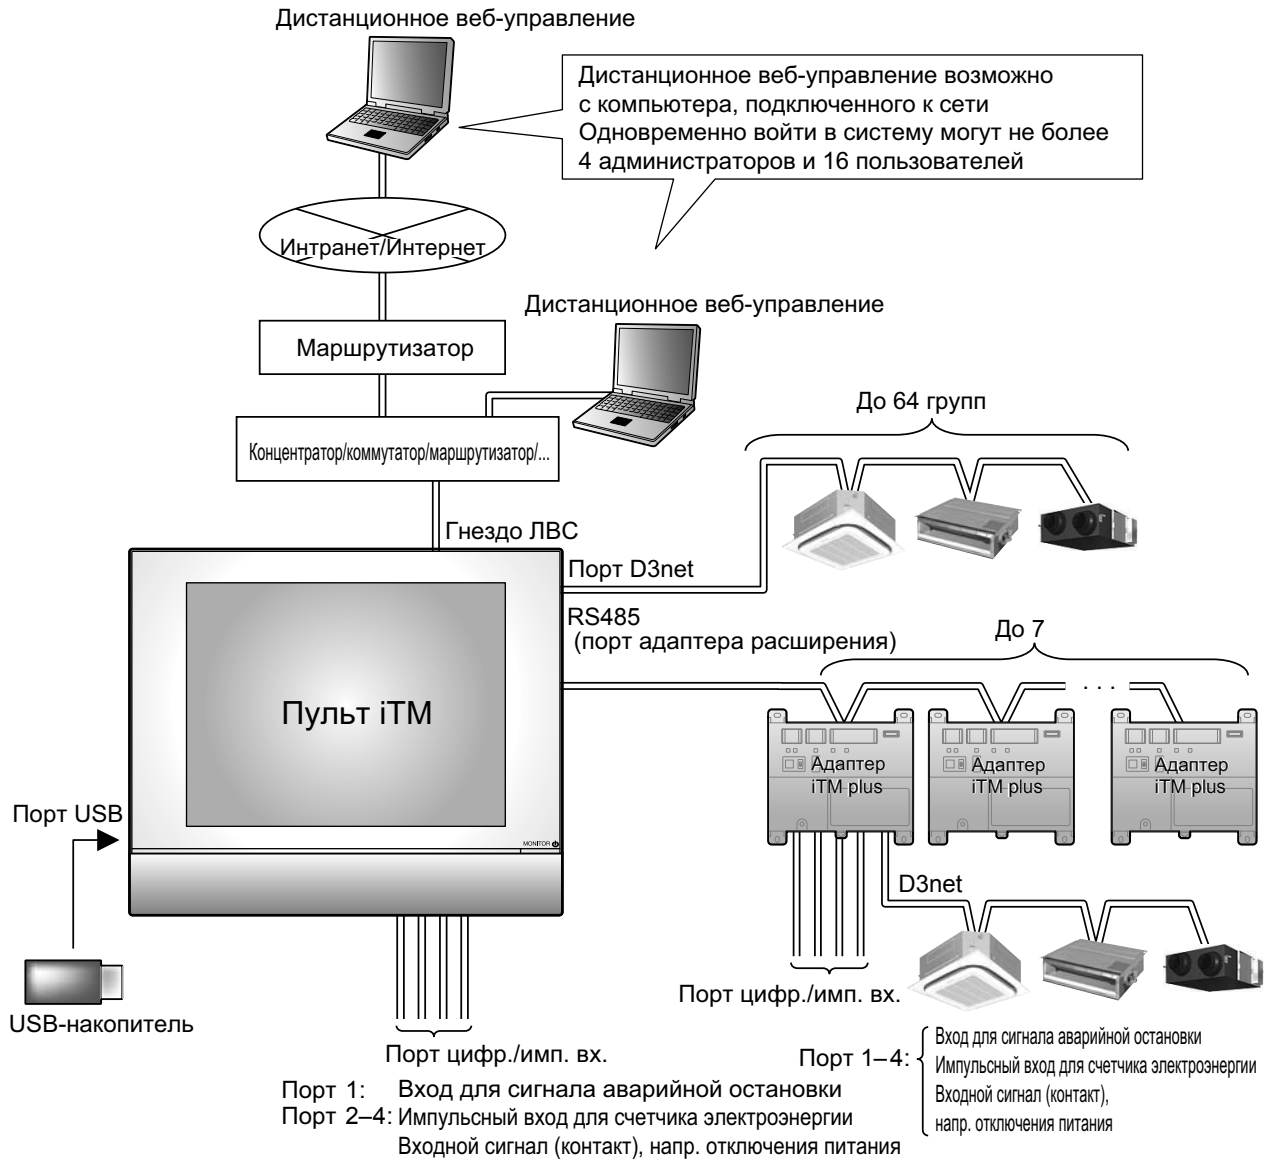 Дистанционное веб-управление
Дистанционное веб-управление возможно
с компьютера, подключенного к сети
Одновременно войти в систему могут не более
4 администраторов и 16 пользователей
Интранет/Интернет
Дистанционное веб-управление
Маршрутизатор
До 64 групп
Концентратор/коммутатор/маршрутизатор/...
Гнездо ЛВС
Порт D3net
RS485
(порт адаптера расширения)
До 7
Пульт iTM
. . .
Адаптер
iTM plus
Адаптер
iTM plus
Адаптер
iTM plus
Порт USB
MONITOR
D3net
USB-накопитель
Порт цифр./имп. вх.
Порт цифр./имп. вх.
Порт 1: Вход для сигнала аварийной остановки
Порт 2–4: Импульсный вход для счетчика электроэнергии
Входной сигнал (контакт), напр. отключения питания
Порт 1–4:
Вход для сигнала аварийной остановки
Импульсный вход для счетчика электроэнергии
Входной сигнал (контакт),
напр. отключения питания